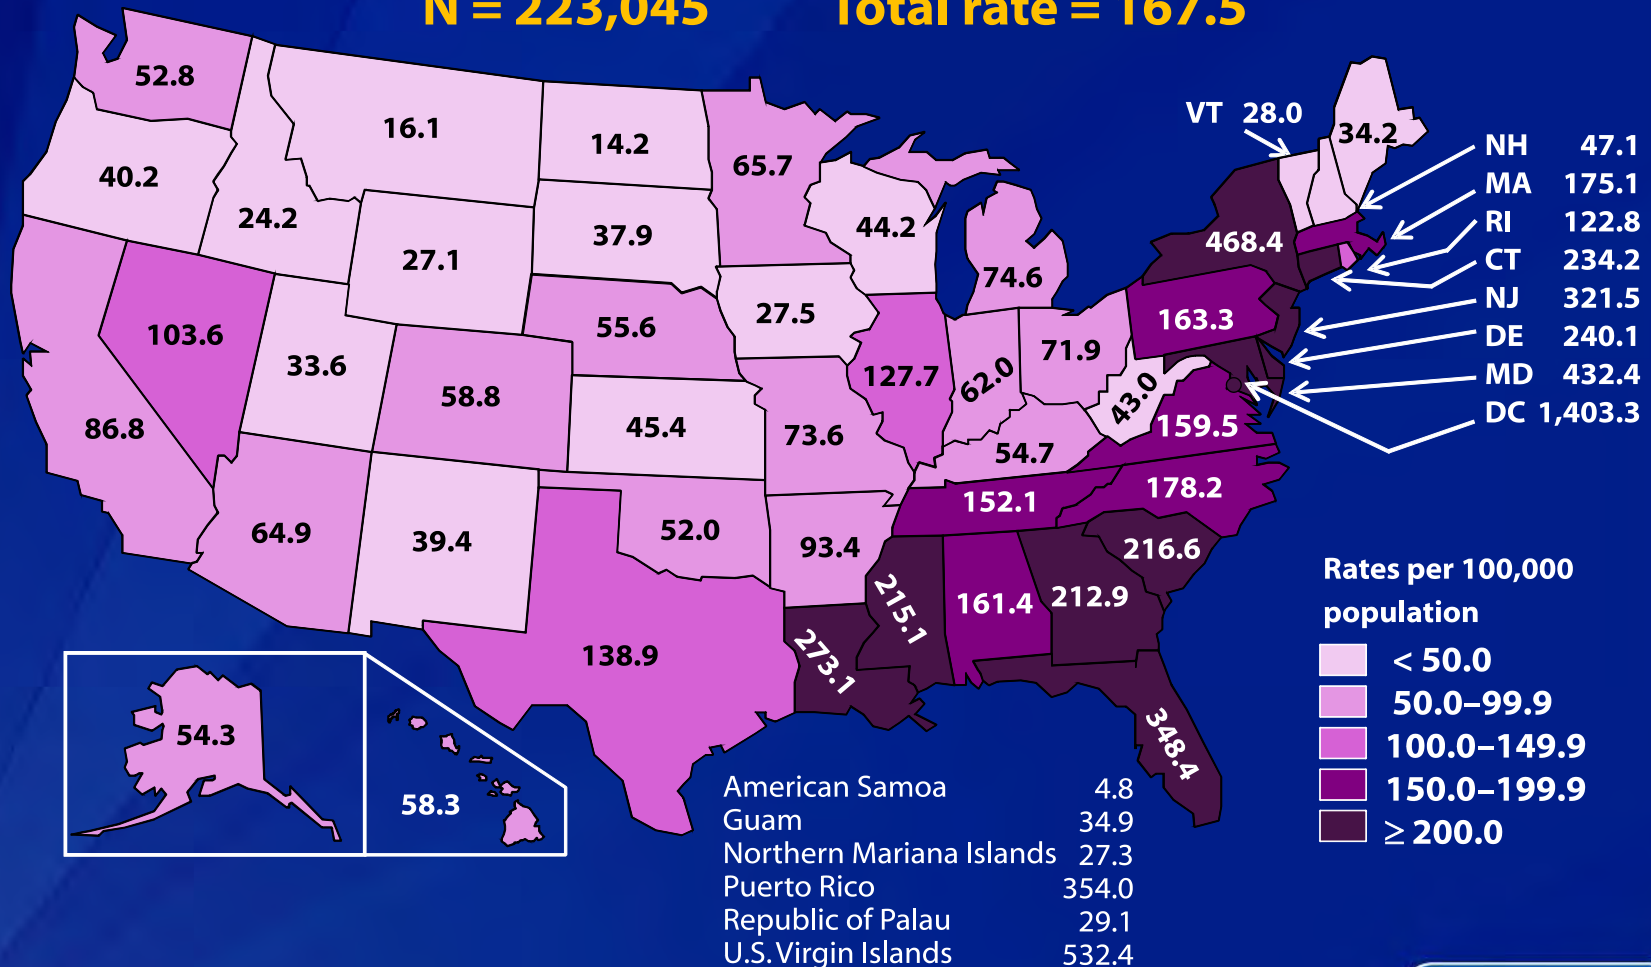 N = 223,045 Total rate = 167.5
52.8
16.1
14.2
65.7
VT 28.0
34.2
NH 47.1
MA 175.1
RI 122.8
CT 234.2
NJ 321.5
DE 240.1
MD 432.4
DC 1,403.3
40.2
24.2
27.1
37.9
44.2
74.6
468.4
103.6
33.6
58.8
55.6
27.5
127.7
62.0
71.9
163.3
43.0
159.5
86.8
45.4
73.6
54.7
152.1
178.2
64.9
39.4
52.0
93.4
215.1
161.4
212.9
216.6
138.9
273.1
348.4
54.3
58.3
Rates per 100,000
population
< 50.0
50.0–99.9
100.0–149.9
150.0–199.9
≥ 200.0
American Samoa 4.8
Guam 34.9
Northern Mariana Islands 27.3
Puerto Rico 354.0
Republic of Palau 29.1
U.S. Virgin Islands 532.4